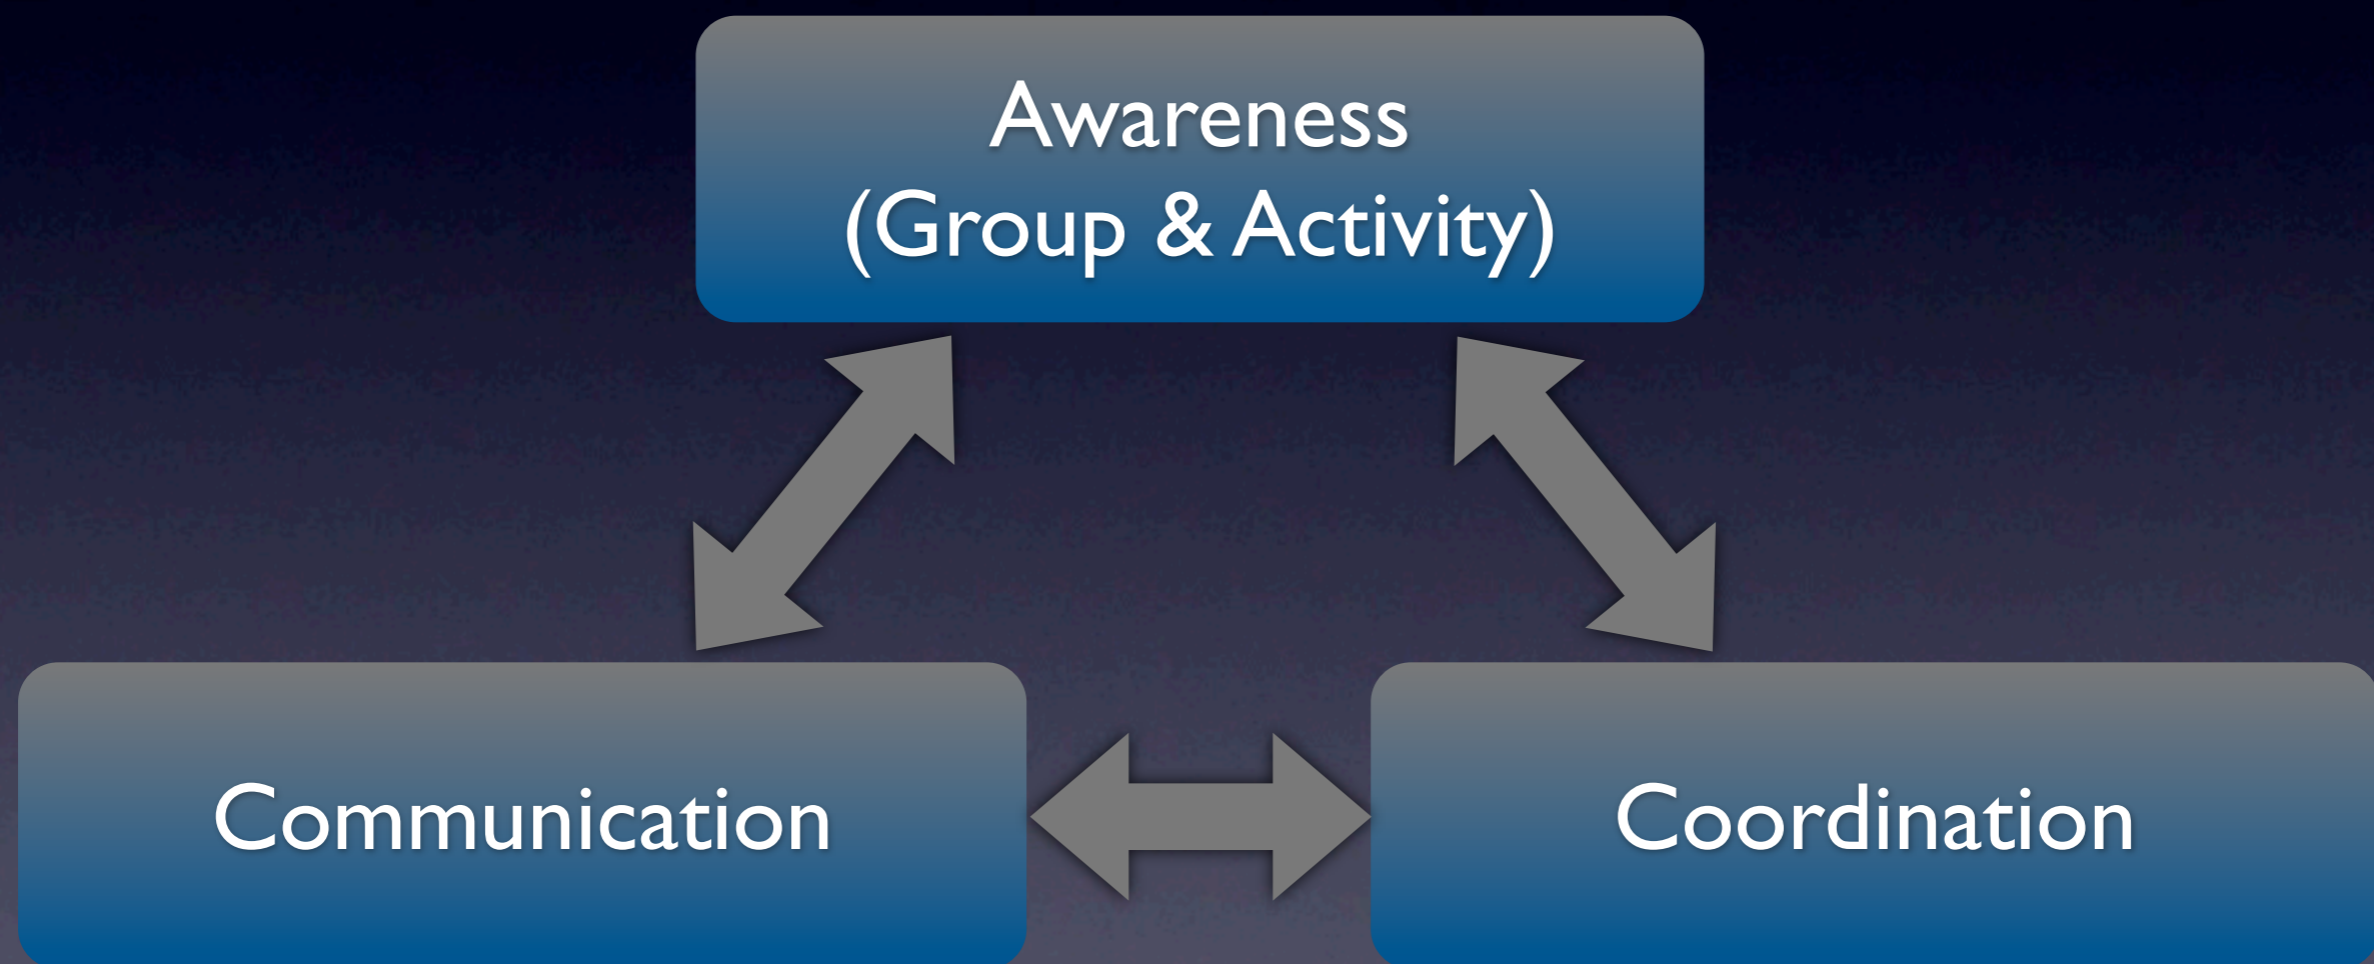 Awareness
(Group & Activity)
Communication
Coordination